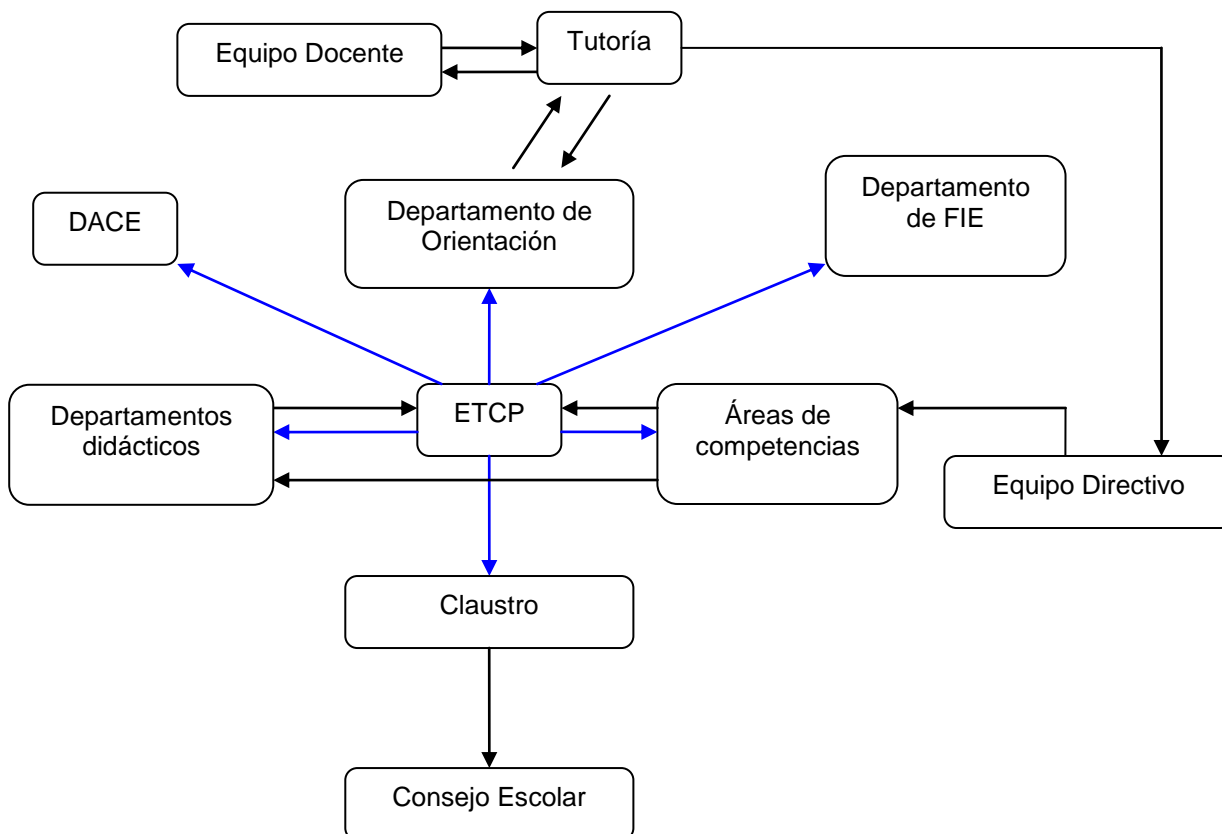 Equipo Docente
Tutoría
DACE
Departamento de
Orientación
Departamento
de FIE
Departamentos
didácticos
ETCP
Áreas de
competencias
Equipo Directivo
Claustro
Consejo Escolar